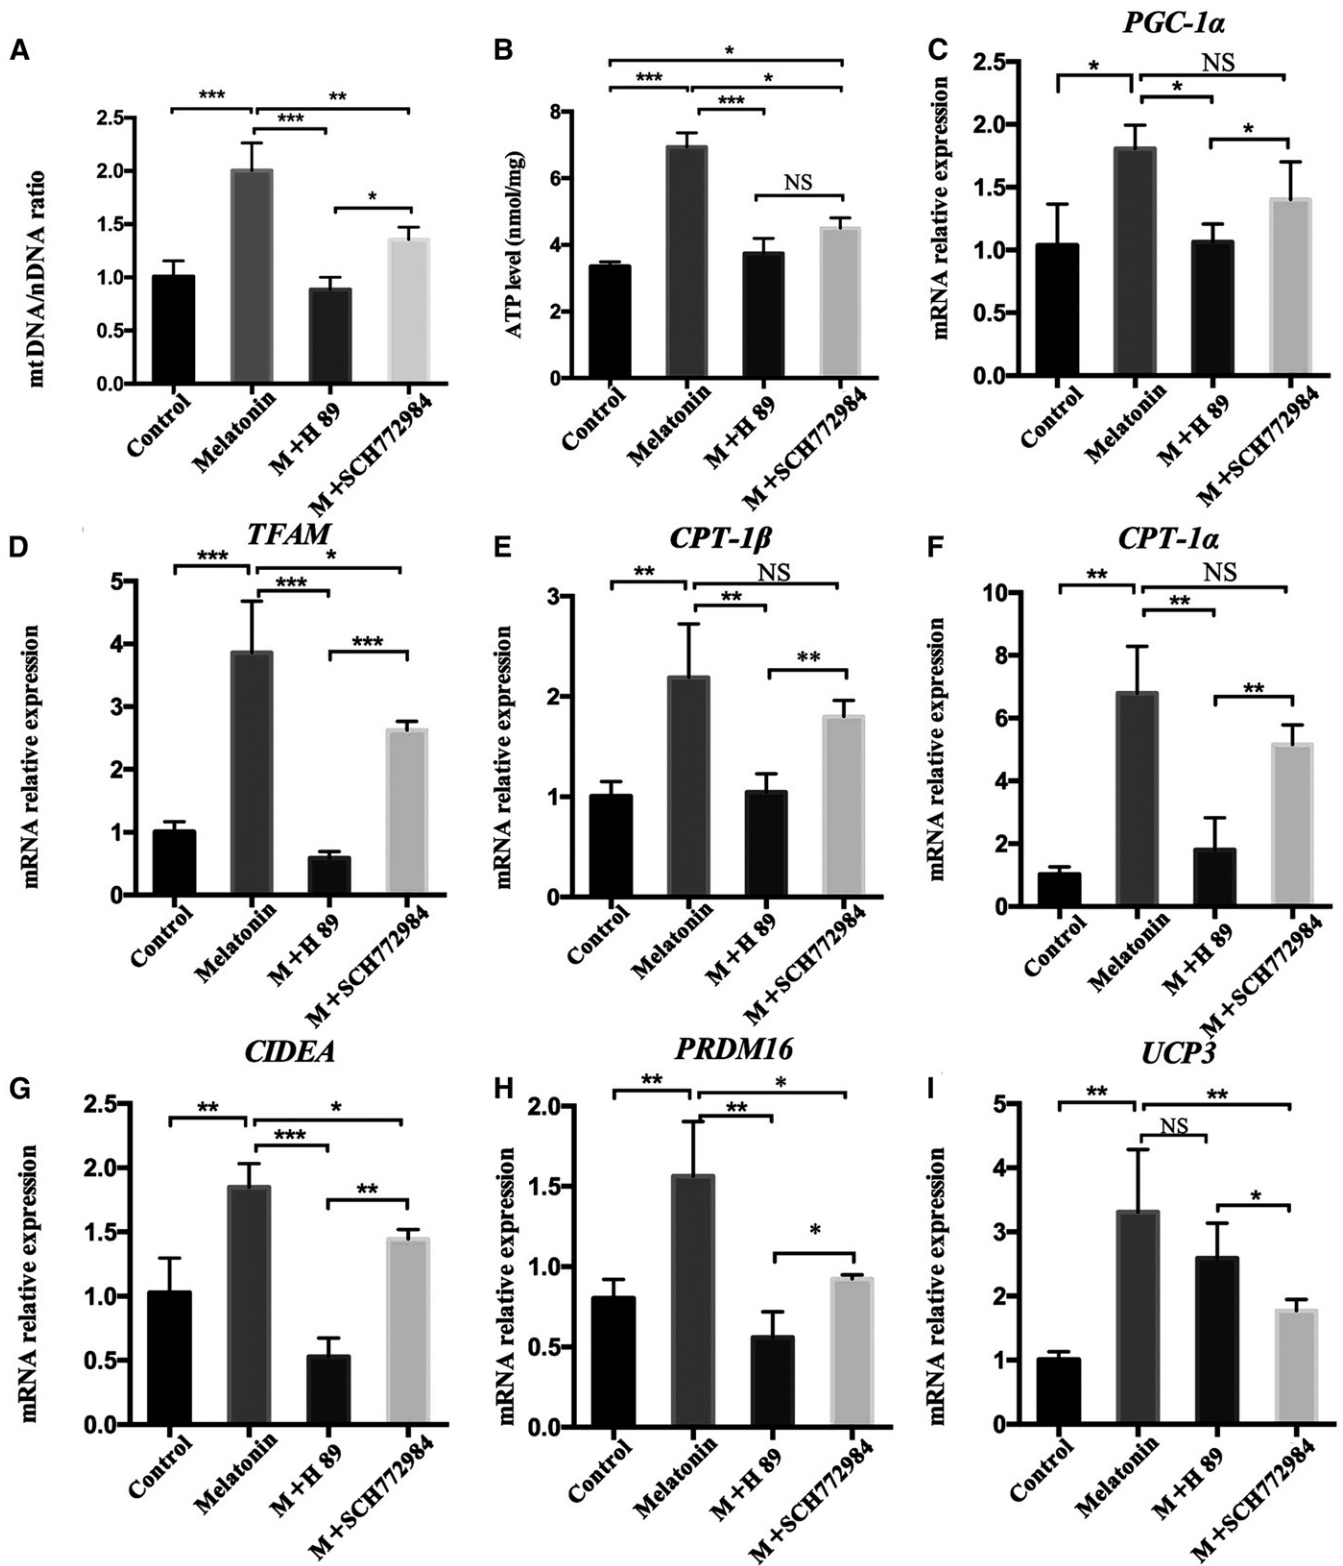 A
***
**
***
*
2.5
2.0
1.5
1.0
0.5
0.0
mtDNA/nDNA ratio
Control
Melatonin
M+H 89
M+SCH772984
B
*
***
*
***
NS
8
6
4
2
0
ATP level (nmol/mg)
Control
Melatonin
M+H 89
M+SCH772984
C
PGC-1α
*
NS
*
*
2.5
2.0
1.5
1.0
0.5
0.0
mRNA relative expression
Control
Melatonin
M+H 89
M+SCH772984
D
TFAM
***
*
***
***
5
4
3
2
1
0
mRNA relative expression
Control
Melatonin
M+H 89
M+SCH772984
E
CPT-1β
**
NS
**
**
3
2
1
0
mRNA relative expression
Control
Melatonin
M+H 89
M+SCH772984
F
CPT-1α
**
NS
**
**
10
8
6
4
2
0
mRNA relative expression
Control
Melatonin
M+H 89
M+SCH772984
G
CIDEA
**
*
***
**
2.5
2.0
1.5
1.0
0.5
0.0
mRNA relative expression
Control
Melatonin
M+H 89
M+SCH772984
H
PRDM16
**
*
**
*
2.0
1.5
1.0
0.5
0.0
mRNA relative expression
Control
Melatonin
M+H 89
M+SCH772984
I
UCP3
**
**
NS
*
5
4
3
2
1
0
mRNA relative expression
Control
Melatonin
M+H 89
M+SCH772984